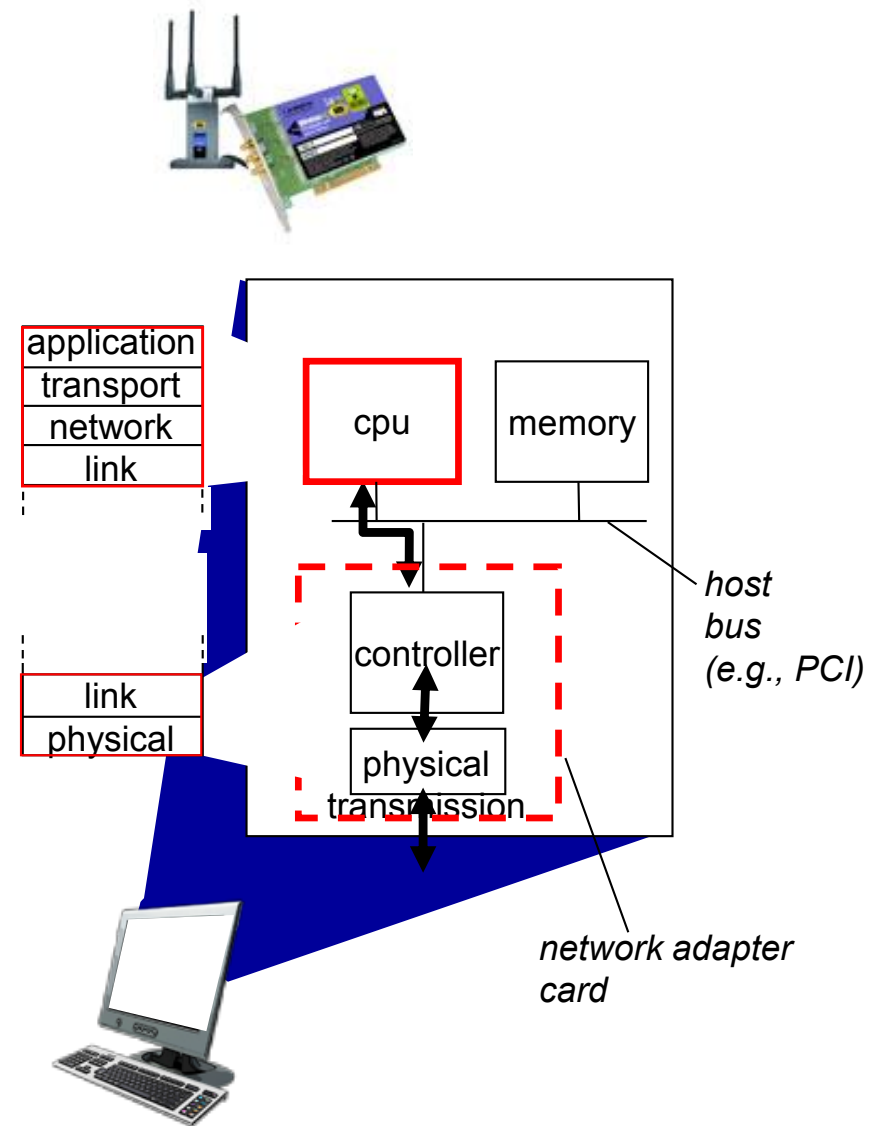 application
transport
network
link
link
physical
cpu
memory
controller
physical
transmission
host
bus
(e.g., PCI)
network adapter
card